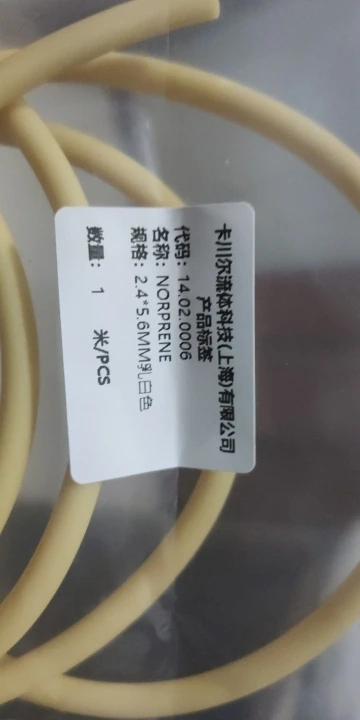 卡川尔流体科技(上海)有限公司
产品标签
代码: 14.02.0006
名称: NORPRENE
规格: 2.4*5.6MM乳白色
数量: 1 米/PCS